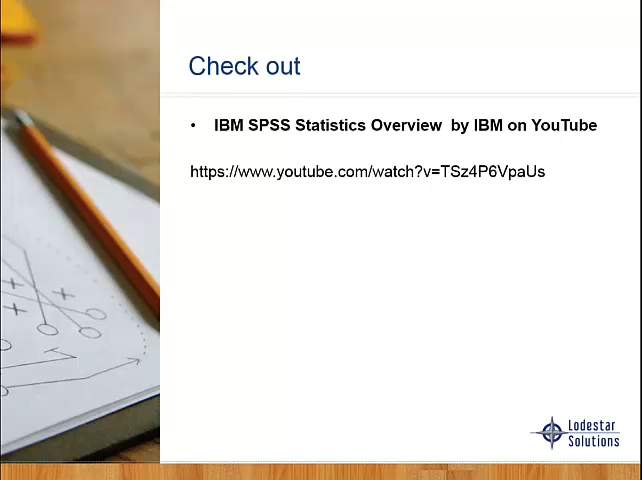 Check out
• IBM SPSS Statistics Overview  by IBM on YouTube
https://www.youtube.com/watch?v=TSz4P6VpaUs
Lodestar
Solutions